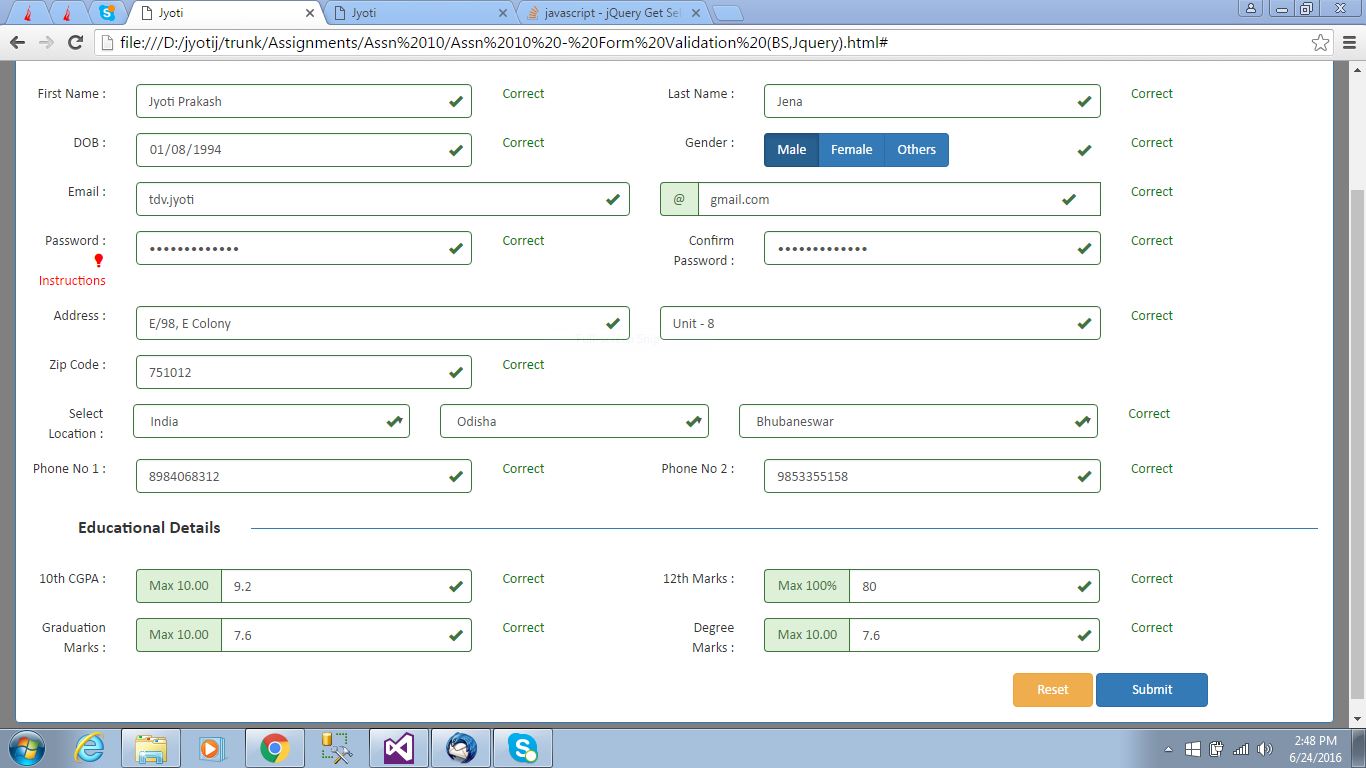 Jyoti
Jyoti
javascript - jQuery Get Sel
file:///D:/jyotij/trunk/Assignments/Assn%2010/Assn%2010%20-%20Form%20Validation%20(BS,Jquery).html#
First Name : Jyoti Prakash Correct Last Name : Jena Correct
DOB : 01/08/1994 Correct Gender : Male Female Others Correct
Email : tdv.jyoti @ gmail.com Correct
Password : ••••••••••••• Correct Confirm ••••••••••••• Correct
Password :
Instructions
Address : E/98, E Colony Unit - 8 Correct
Zip Code : 751012 Correct
Select India Odisha Bhubaneswar Correct
Location :
Phone No 1 : 8984068312 Correct Phone No 2 : 9853355158 Correct
Educational Details
10th CGPA : Max 10.00 9.2 Correct 12th Marks : Max 100% 80 Correct
Graduation Max 10.00 7.6 Correct Degree Max 10.00 7.6 Correct
Marks : Marks :
Reset Submit
2:48 PM
6/24/2016